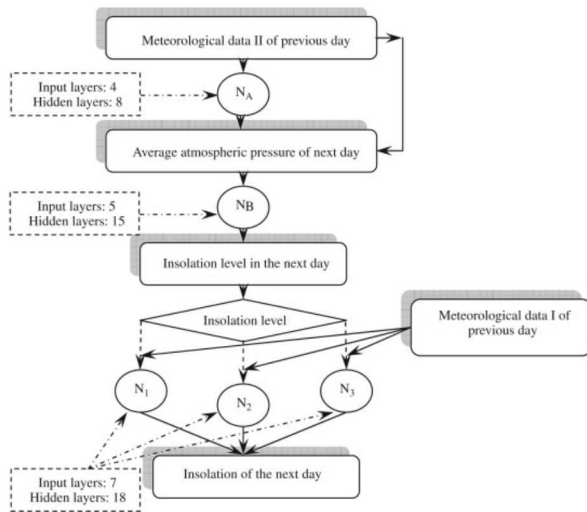 Meteorological data II of previous day
Input layers: 4
Hidden layers: 8
N_A
Average atmospheric pressure of next day
Input layers: 5
Hidden layers: 15
N_B
Insolation level in the next day
Insolation level
Meteorological data I of
previous day
N_1
N_2
N_3
Input layers: 7
Hidden layers: 18
Insolation of the next day